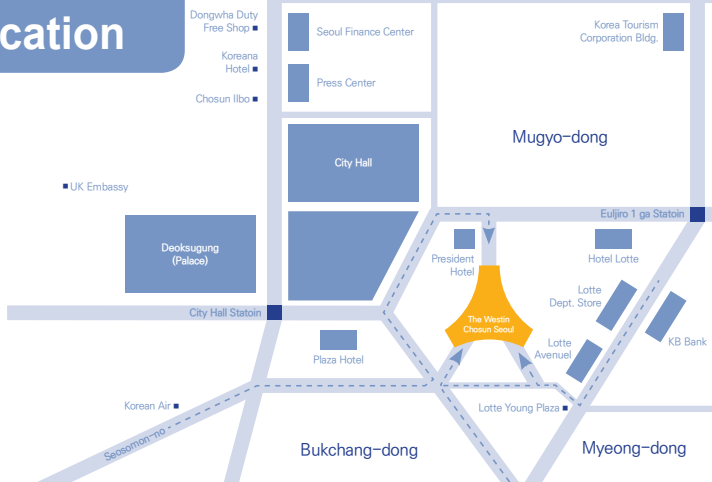 cation
Dongwha Duty
Free Shop
Koreana
Hotel
Chosun Ilbo
Seoul Finance Center
Press Center
Korea Tourism
Corporation Bldg.
Mugyo-dong
City Hall
UK Embassy
Deoksugung
(Palace)
City Hall Statoin
Euljiro 1 ga Statoin
President
Hotel
Hotel Lotte
The Westin
Chosun Seoul
Lotte
Dept. Store
Lotte
Avenuel
KB Bank
Plaza Hotel
Korean Air
Seosomon-no
Lotte Young Plaza
Bukchang-dong
Myeong-dong